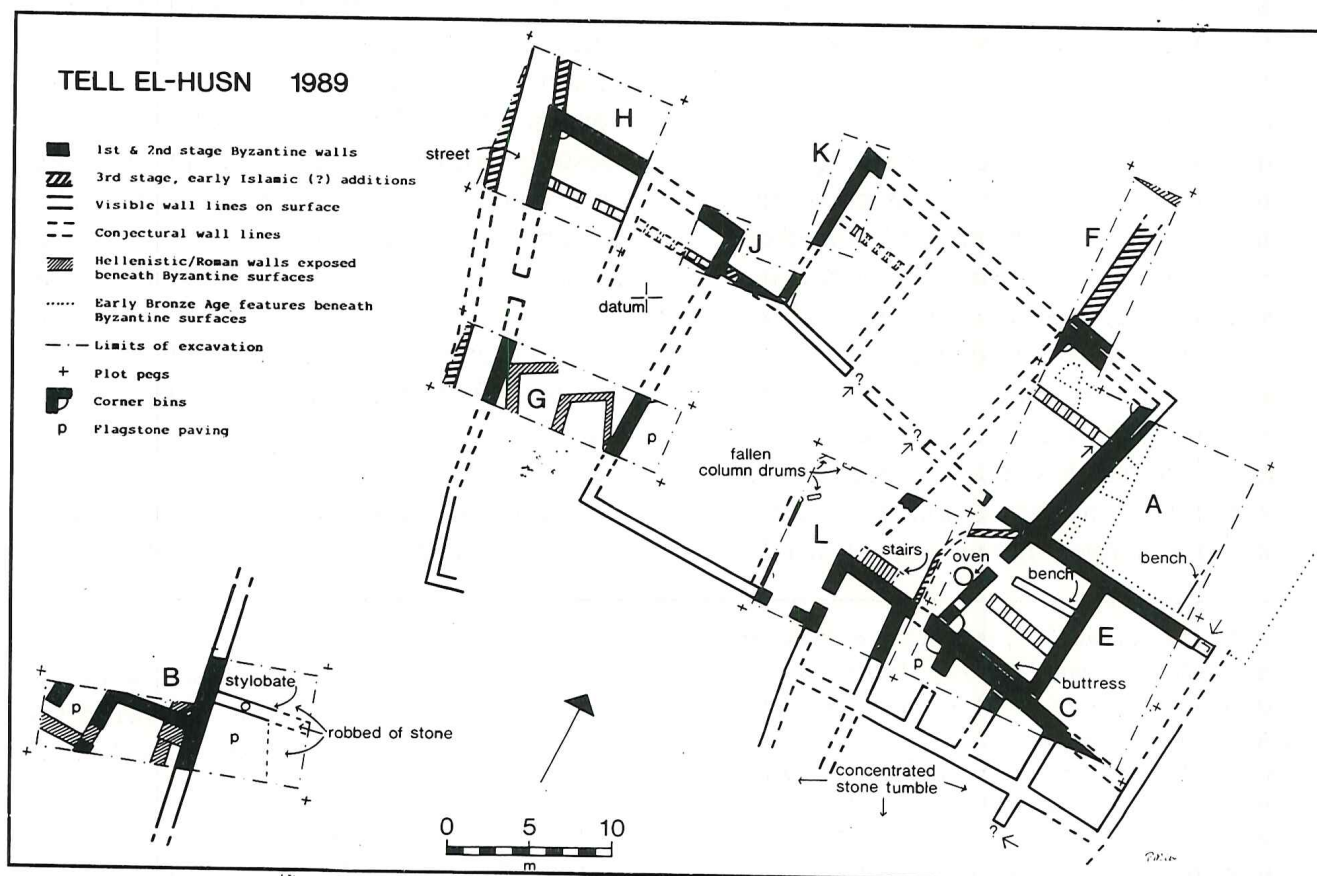 TELL EL-HUSN 1989
1st & 2nd stage Byzantine walls
3rd stage, early Islamic (?) additions
Visible wall lines on surface
Conjectural wall lines
Hellenistic/Roman walls exposed
beneath Byzantine surfaces
Early Bronze Age features beneath
Byzantine surfaces
Limits of excavation
+ Plot pegs
Corner bins
p Flagstone paving
H
street
K
J
F
datum
?
G
p
?
fallen
column drums
A
L
stairs
oven
bench
bench
E
p
buttress
C
B
stylobate
p
p
robbed of stone
concentrated
stone tumble
?
0 5 10
m